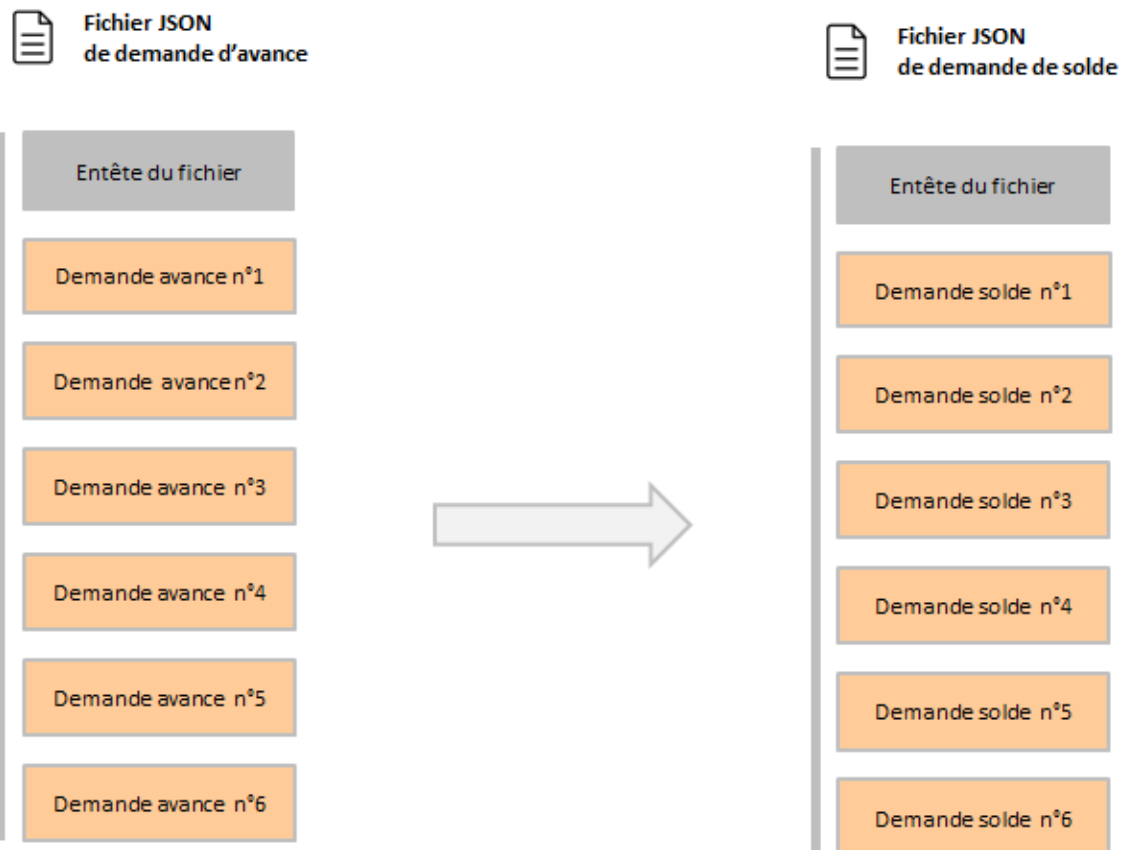 Fichier JSON
de demande d'avance
Entête du fichier
Demande avance n°1
Demande avance n°2
Demande avance n°3
Demande avance n°4
Demande avance n°5
Demande avance n°6
Fichier JSON
de demande de solde
Entête du fichier
Demande solde n°1
Demande solde n°2
Demande solde n°3
Demande solde n°4
Demande solde n°5
Demande solde n°6